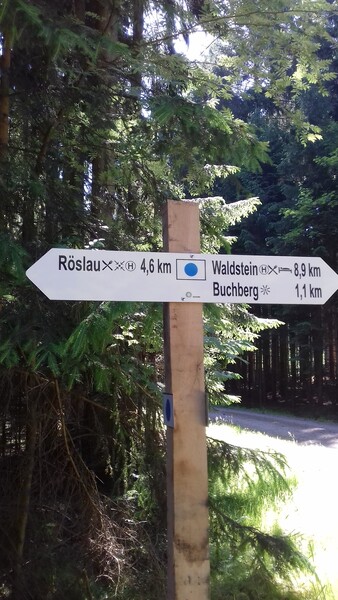 Röslau 4,6 km
Waldstein 8,9 km
Buchberg 1,1 km